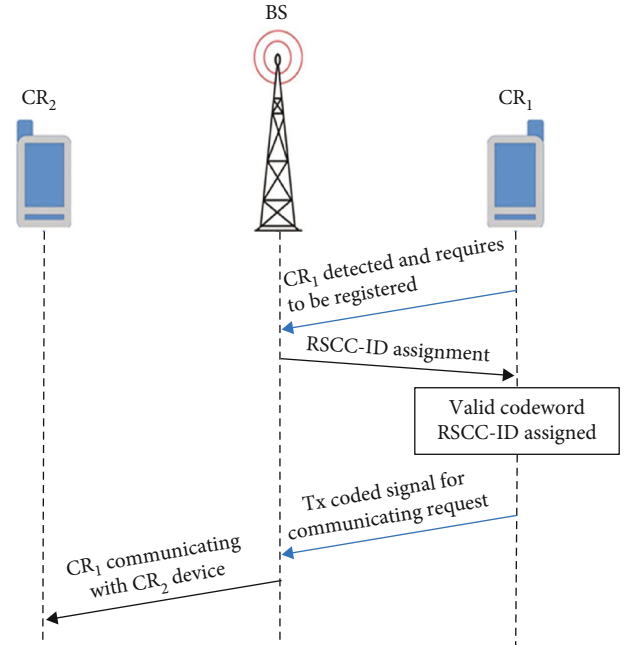 BS
CR₂
CR₁
CR₁ detected and requires
to be registered
RSCC-ID assignment
Valid codeword
RSCC-ID assigned
Tx coded signal for
communicating request
CR₁ communicating
with CR₂ device